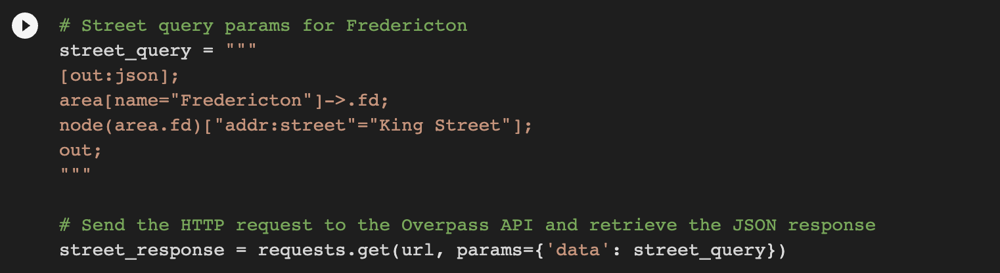 # Street query params for Fredericton
street_query = """
[out:json];
area[name="Fredericton"]->.fd;
node(area.fd)["addr:street"="King Street"];
out;
"""
# Send the HTTP request to the Overpass API and retrieve the JSON response
street_response = requests.get(url, params={'data': street_query})